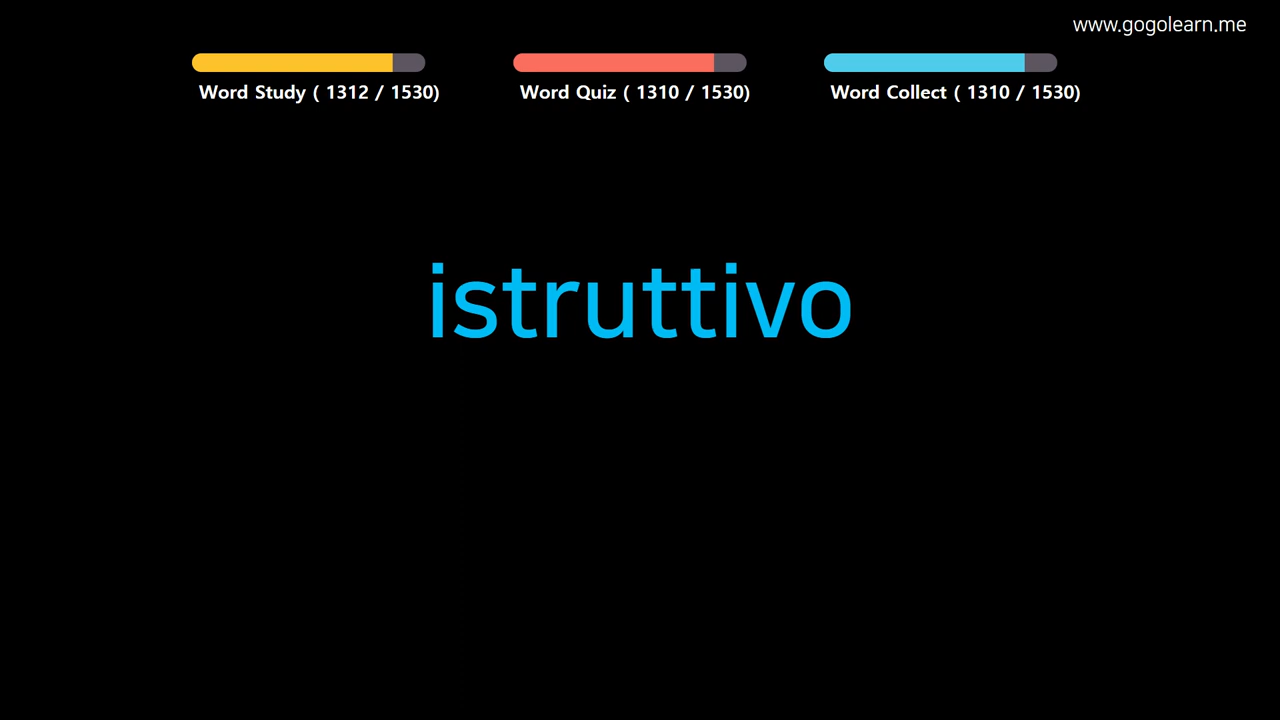 www.gogolearn.me
Word Study ( 1312 / 1530)
Word Quiz ( 1310 / 1530)
Word Collect ( 1310 / 1530)
istruttivo